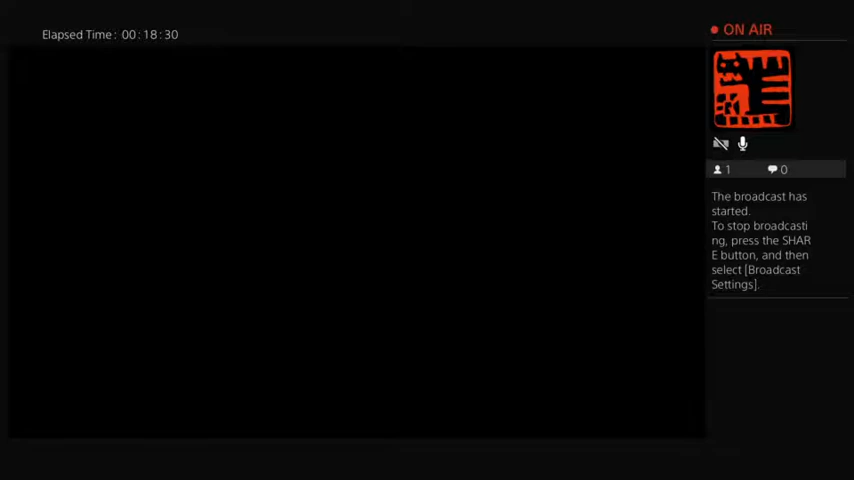 Elapsed Time: 00:18:30
ON AIR
1 0
The broadcast has
started.
To stop broadcasti
ng, press the SHAR
E button, and then
select [Broadcast
Settings].